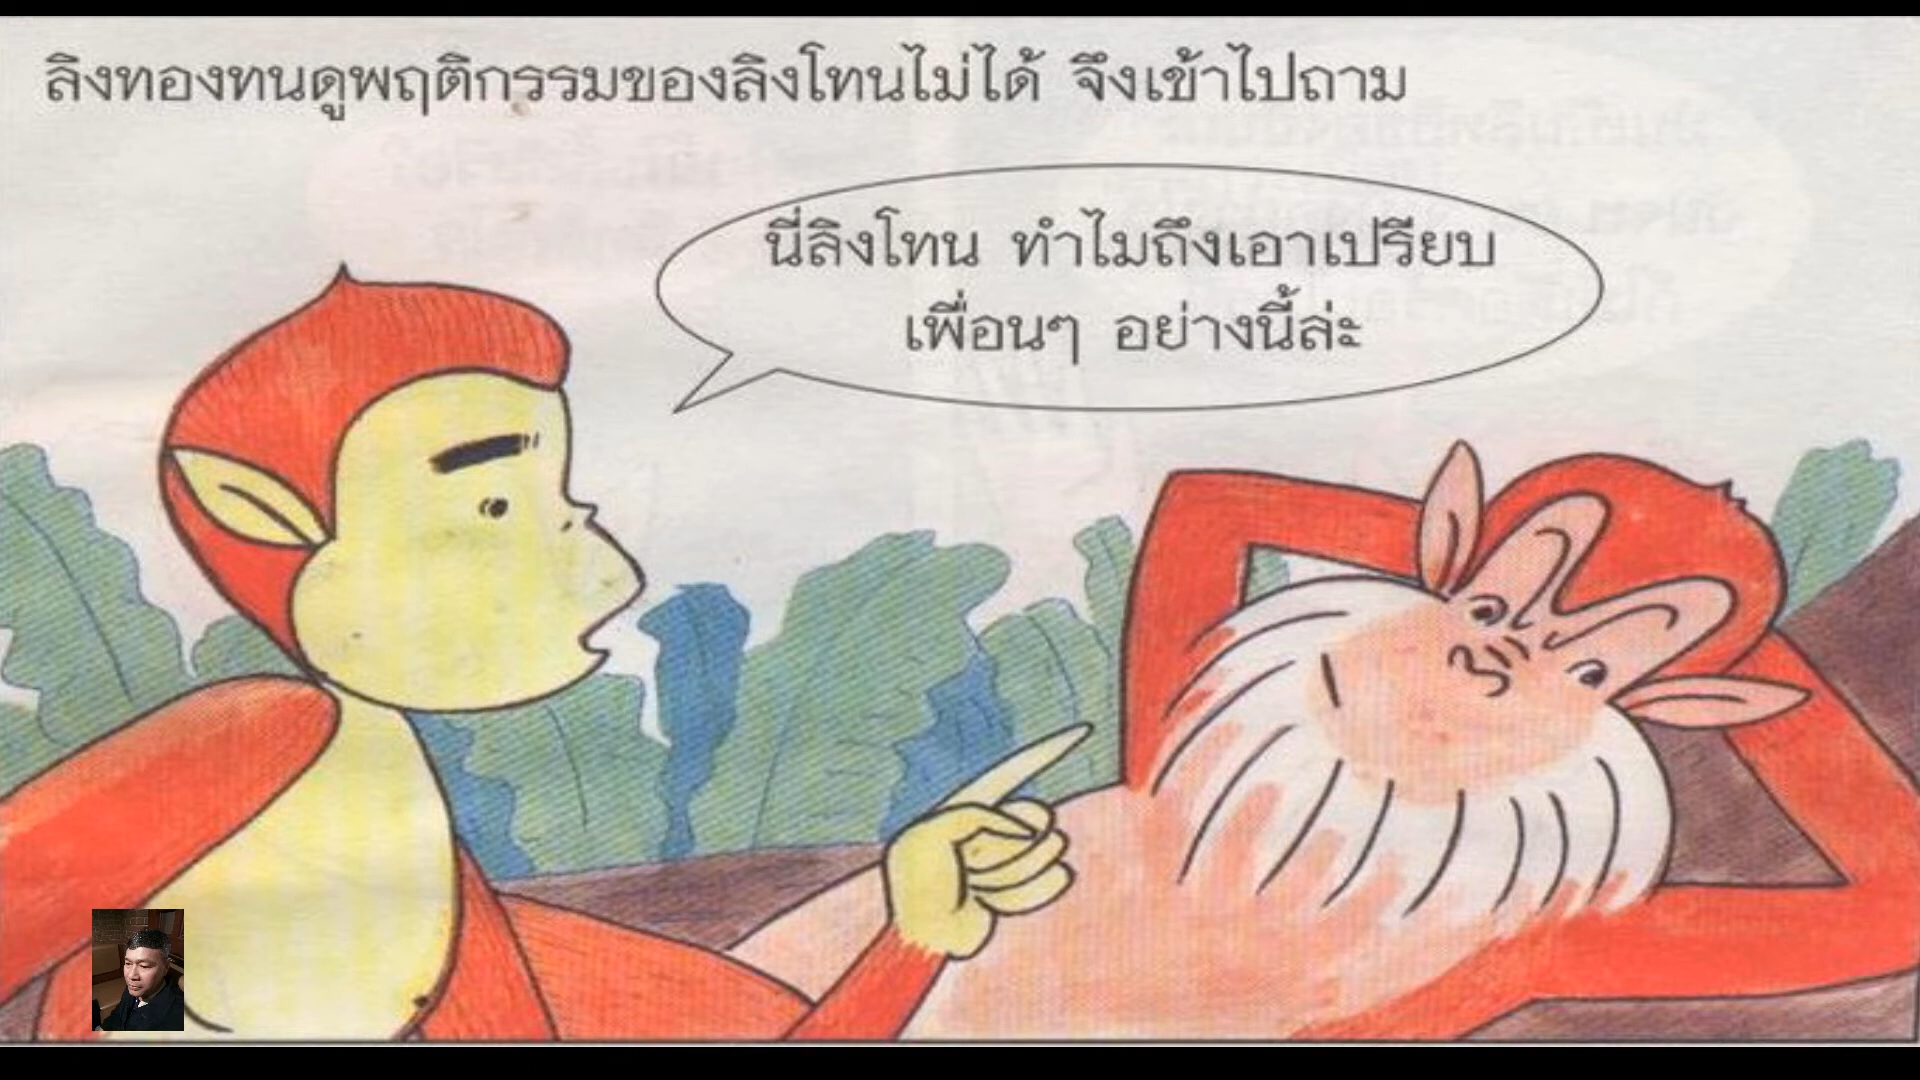 ลิงทองทนดูพฤติกรรมของลิงโทนไม่ได้ จึงเข้าไปถาม
นี่ลิงโทน ทำไมถึงเอาเปรียบ
เพื่อนๆ อย่างนี้ล่ะ